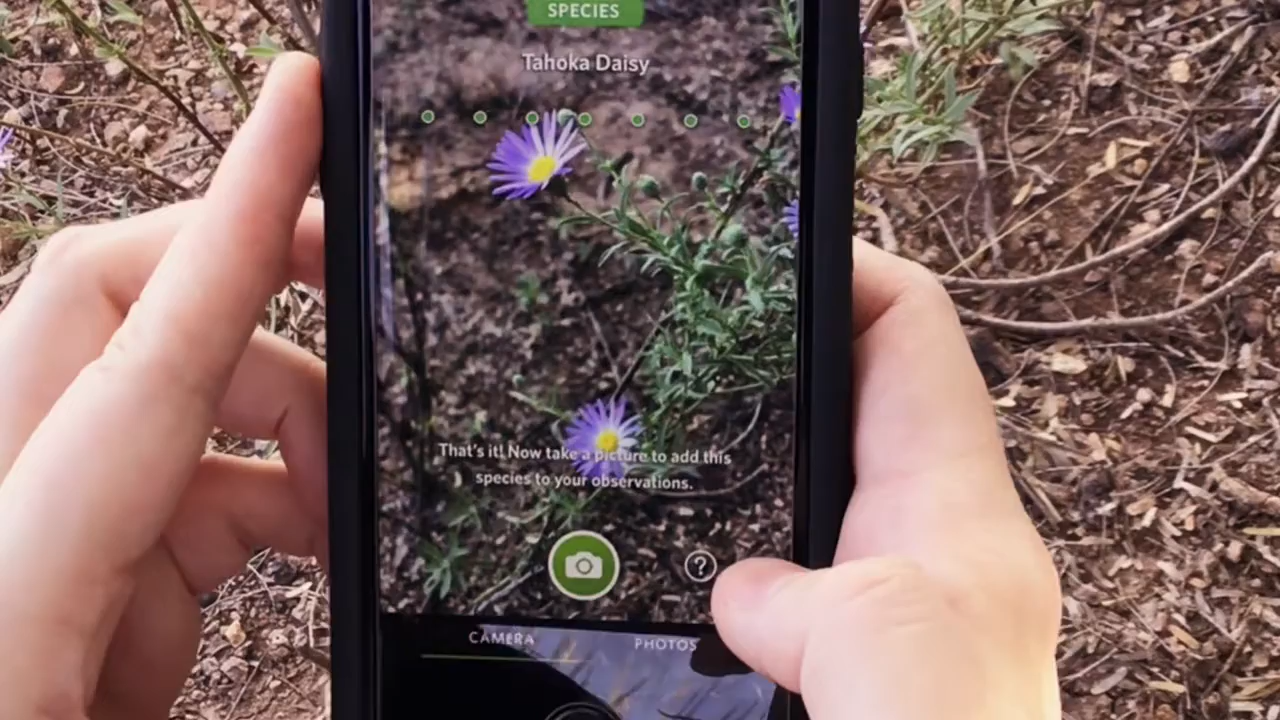 SPECIES
Tahoka Daisy
That's it! Now take a picture to add this
species to your observations.
?
CAMERA
PHOTOS